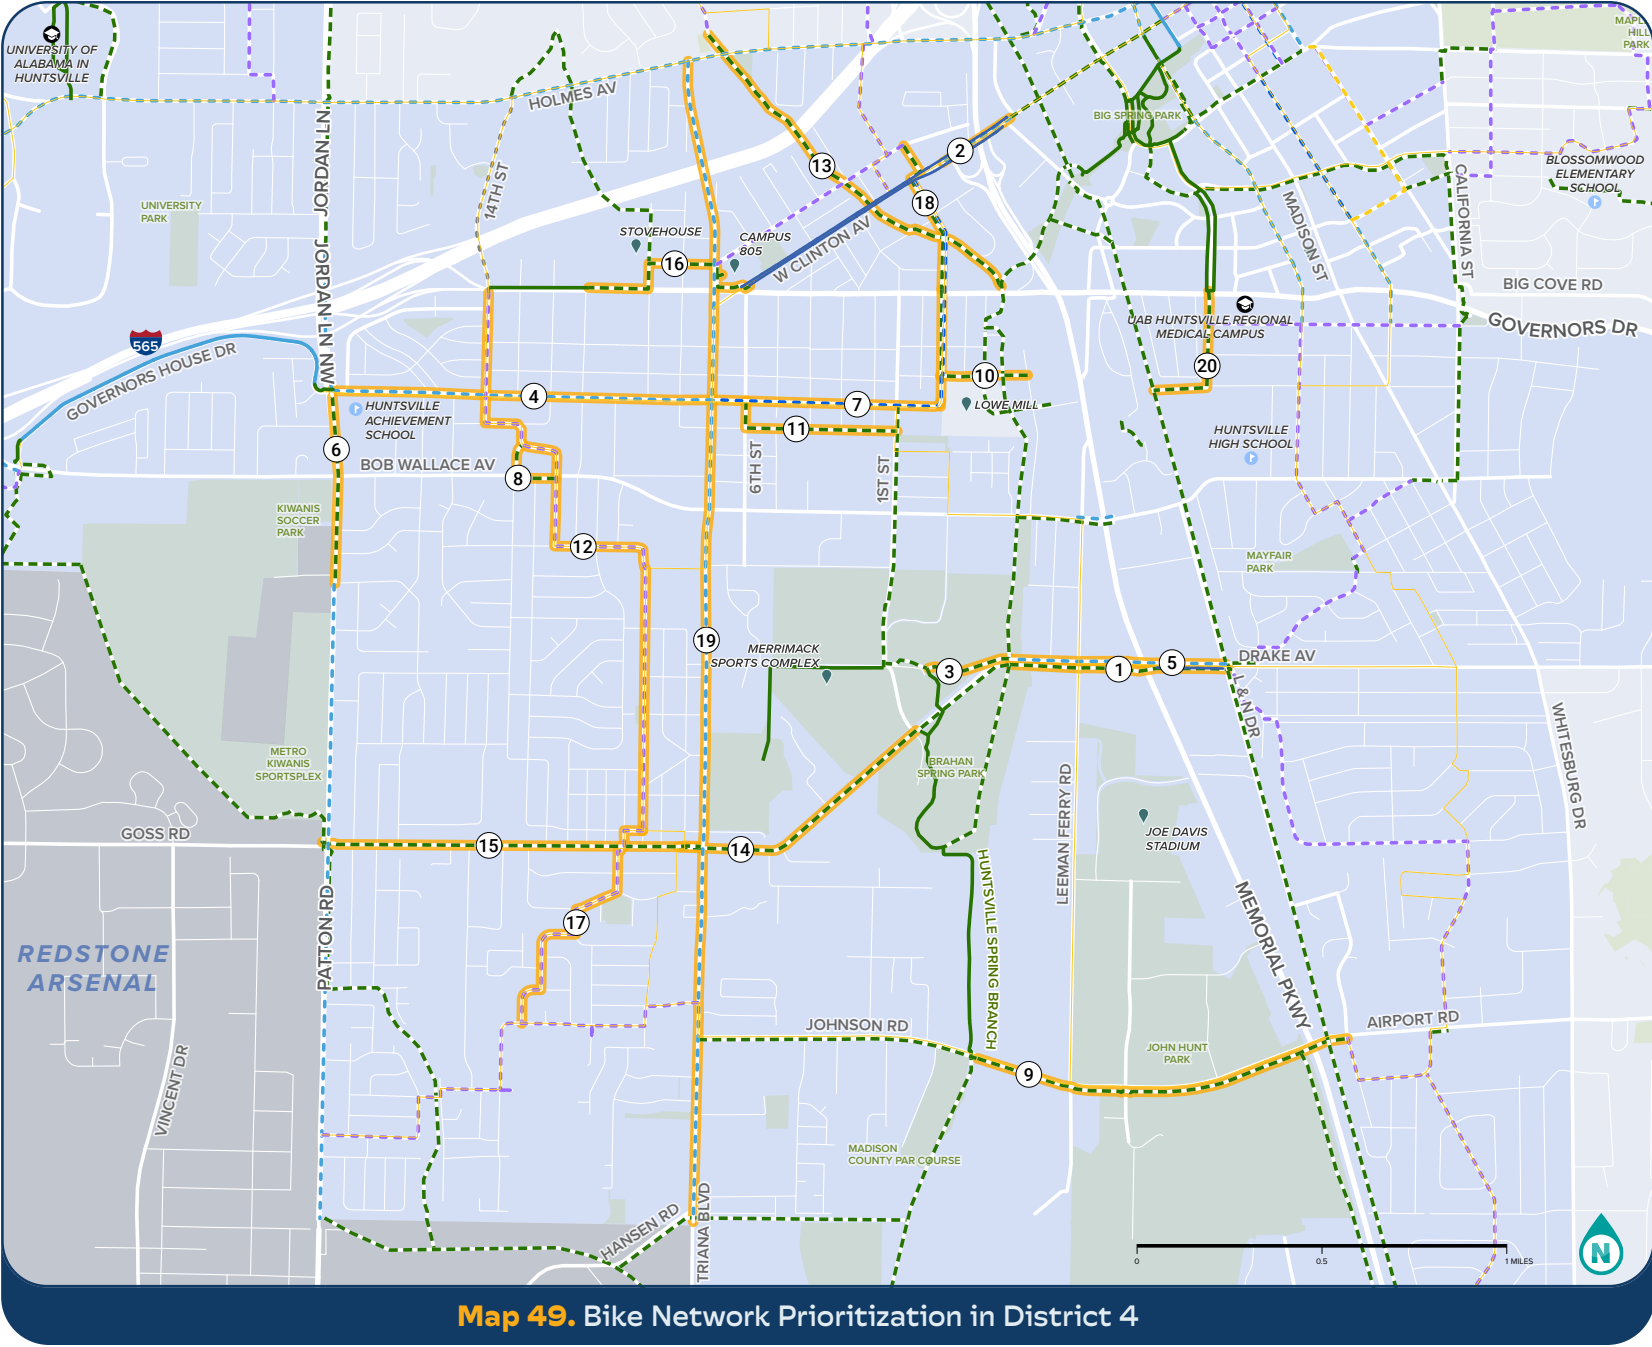 UNIVERSITY OF
ALABAMA IN
HUNTSVILLE
MAPL
HILL
PARK
HOLMES AV
BIG SPRING PARK
JORDAN LN
14TH ST
13
2
BLOSSOMWOOD
ELEMENTARY
SCHOOL
CALIFORNIA ST
UNIVERSITY
PARK
18
MADISON ST
STOVEHOUSE
CAMPUS
805
W CLINTON AV
16
JORDAN LN NW
BIG COVE RD
UAB HUNTSVILLE REGIONAL
MEDICAL CAMPUS
GOVERNORS DR
565
GOVERNORS HOUSE DR
20
10
4
7
LOWE MILL
HUNTSVILLE
ACHIEVEMENT
SCHOOL
11
HUNTSVILLE
HIGH SCHOOL
6
BOB WALLACE AV
8
6TH ST
1ST ST
KIWANIS
SOCCER
PARK
12
MAYFAIR
PARK
19
MERRIMACK
SPORTS COMPLEX
3
1
5
DRAKE AV
L & N DR
WHITESBURG DR
METRO
KIWANIS
SPORTSPLEX
BRAHAN
SPRING PARK
LEEMAN FERRY RD
JOE DAVIS
STADIUM
GOSS RD
15
14
HUNTSVILLE SPRING BRANCH
PATTON RD
17
MEMORIAL PKWY
REDSTONE
ARSENAL
JOHNSON RD
AIRPORT RD
JOHN HUNT
PARK
9
VINCENT DR
MADISON
COUNTY PAR COURSE
HANSEN RD
TRIANA BLVD
0
0.5
1 MILES
N
Map 49. Bike Network Prioritization in District 4